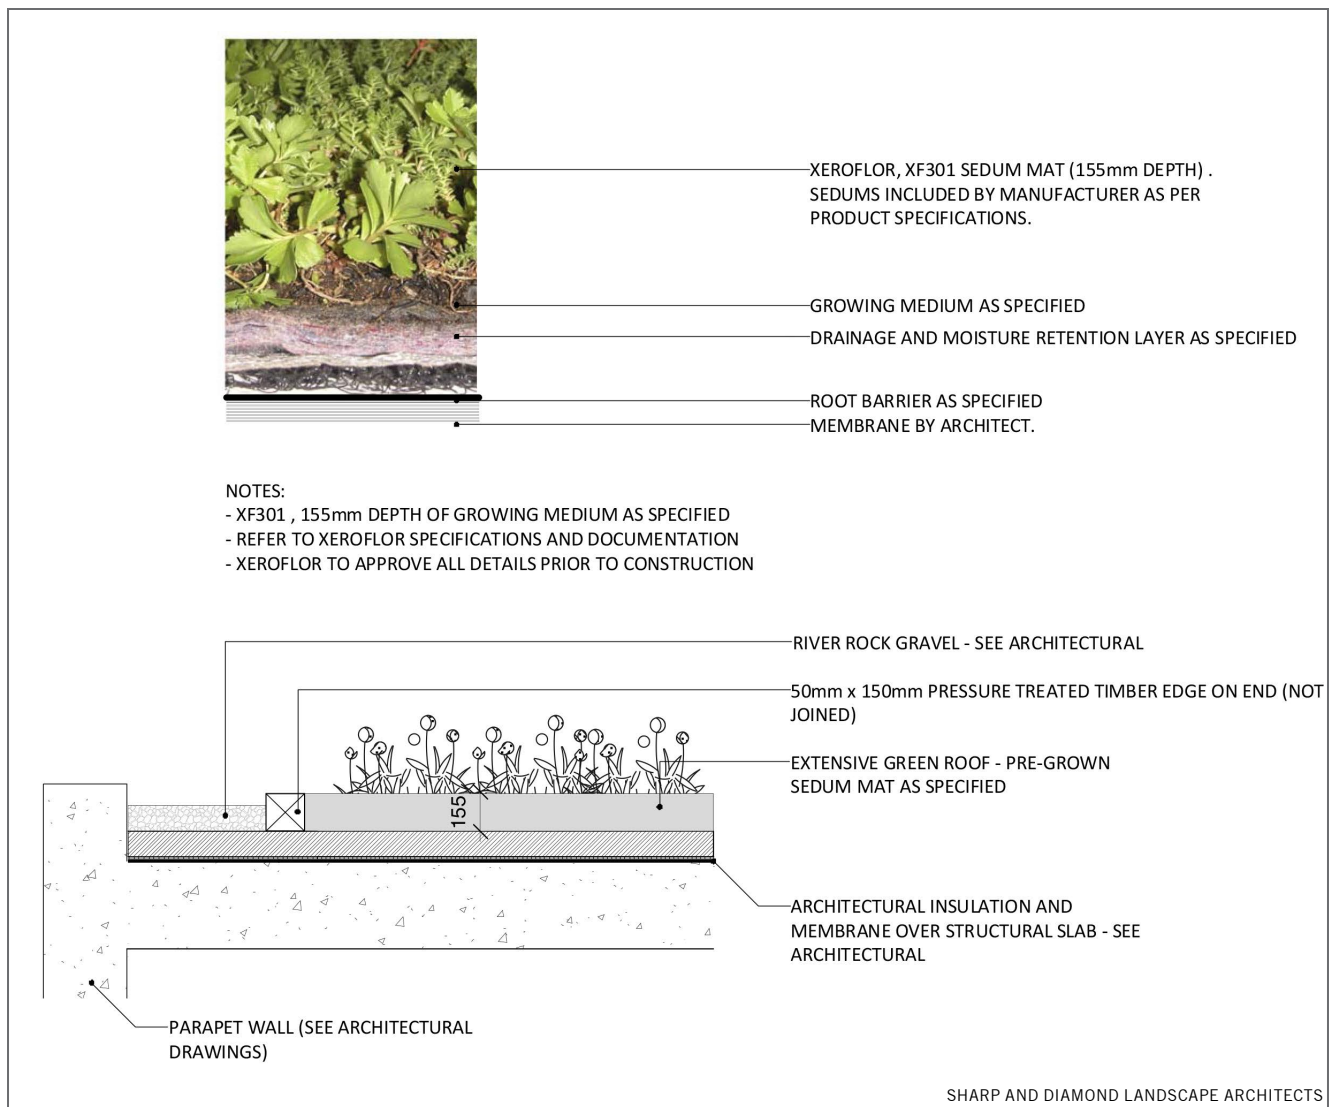 XEROFLOR, XF301 SEDUM MAT (155mm DEPTH) .
SEDUMS INCLUDED BY MANUFACTURER AS PER
PRODUCT SPECIFICATIONS.
GROWING MEDIUM AS SPECIFIED
DRAINAGE AND MOISTURE RETENTION LAYER AS SPECIFIED
ROOT BARRIER AS SPECIFIED
MEMBRANE BY ARCHITECT.
NOTES:
- XF301 , 155mm DEPTH OF GROWING MEDIUM AS SPECIFIED
- REFER TO XEROFLOR SPECIFICATIONS AND DOCUMENTATION
- XEROFLOR TO APPROVE ALL DETAILS PRIOR TO CONSTRUCTION
RIVER ROCK GRAVEL - SEE ARCHITECTURAL
50mm x 150mm PRESSURE TREATED TIMBER EDGE ON END (NOT
JOINED)
EXTENSIVE GREEN ROOF - PRE-GROWN
SEDUM MAT AS SPECIFIED
155
ARCHITECTURAL INSULATION AND
MEMBRANE OVER STRUCTURAL SLAB - SEE
ARCHITECTURAL
PARAPET WALL (SEE ARCHITECTURAL
DRAWINGS)
SHARP AND DIAMOND LANDSCAPE ARCHITECTS